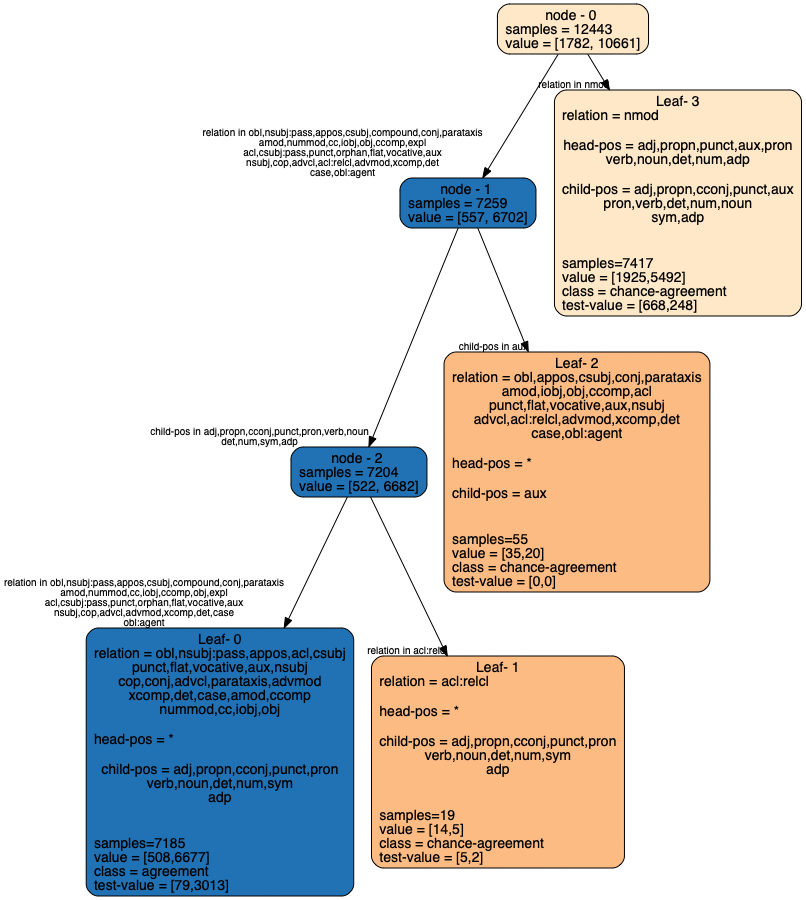 node - 0
samples = 12443
value = [1782, 10661]
relation in nmod
Leaf- 3
relation = nmod
head-pos = adj,propn,punct,aux,pron
verb,noun,det,num,adp
child-pos = adj,propn,cconj,punct,aux
pron,verb,det,num,noun
sym,adp
samples=7417
value = [1925,5492]
class = chance-agreement
test-value = [668,248]
relation in obl,nsubj:pass,appos,csubj,compound,conj,parataxis
amod,nummod,cc,iobj,obj,ccomp,expl
acl,csubj:pass,punct,orphan,flat,vocative,aux
nsubj,cop,advcl,acl:relcl,advmod,xcomp,det
case,obl:agent
node - 1
samples = 7259
value = [557, 6702]
child-pos in aux
Leaf- 2
relation = obl,appos,csubj,conj,parataxis
amod,iobj,obj,ccomp,acl
punct,flat,vocative,aux,nsubj
advcl,acl:relcl,advmod,xcomp,det
case,obl:agent
head-pos = *
child-pos = aux
samples=55
value = [35,20]
class = chance-agreement
test-value = [0,0]
child-pos in adj,propn,cconj,punct,pron,verb,noun
det,num,sym,adp
node - 2
samples = 7204
value = [522, 6682]
relation in obl,nsubj:pass,appos,csubj,compound,conj,parataxis
amod,nummod,cc,iobj,ccomp,obj,expl
acl,csubj:pass,punct,orphan,flat,vocative,aux
nsubj,cop,advcl,advmod,xcomp,det,case
obl:agent
Leaf- 0
relation = obl,nsubj:pass,appos,acl,csubj
punct,flat,vocative,aux,nsubj
cop,conj,advcl,parataxis,advmod
xcomp,det,case,amod,ccomp
nummod,cc,iobj,obj
head-pos = *
child-pos = adj,propn,cconj,punct,pron
verb,noun,det,num,sym
adp
samples=7185
value = [508,6677]
class = agreement
test-value = [79,3013]
relation in acl:relcl
Leaf- 1
relation = acl:relcl
head-pos = *
child-pos = adj,propn,cconj,punct,pron
verb,noun,det,num,sym
adp
samples=19
value = [14,5]
class = chance-agreement
test-value = [5,2]